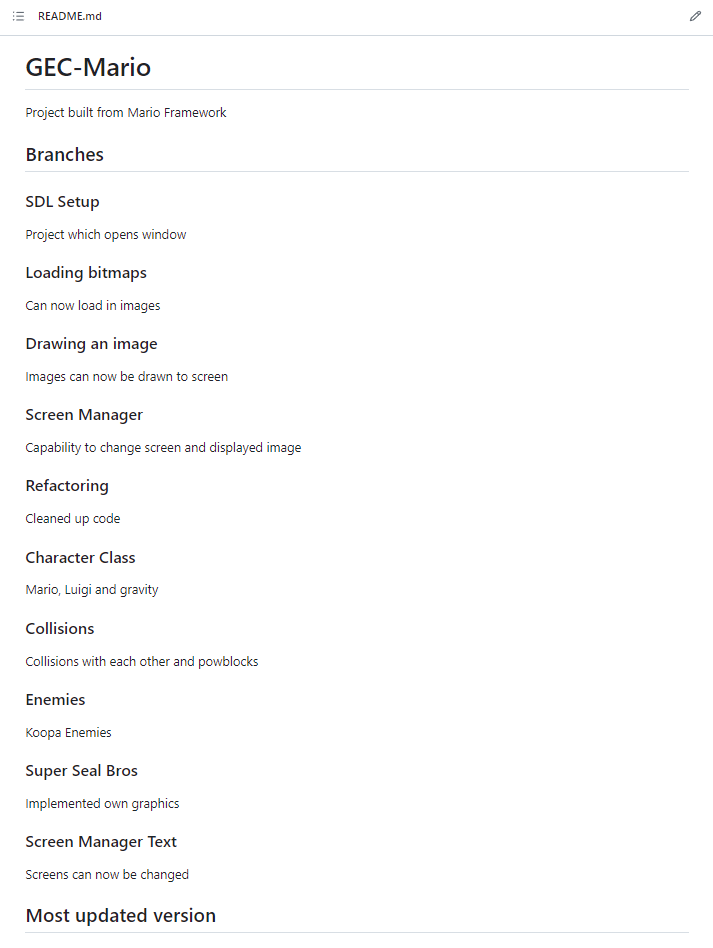 README.md
GEC-Mario
Project built from Mario Framework
Branches
SDL Setup
Project which opens window
Loading bitmaps
Can now load in images
Drawing an image
Images can now be drawn to screen
Screen Manager
Capability to change screen and displayed image
Refactoring
Cleaned up code
Character Class
Mario, Luigi and gravity
Collisions
Collisions with each other and powblocks
Enemies
Koopa Enemies
Super Seal Bros
Implemented own graphics
Screen Manager Text
Screens can now be changed
Most updated version